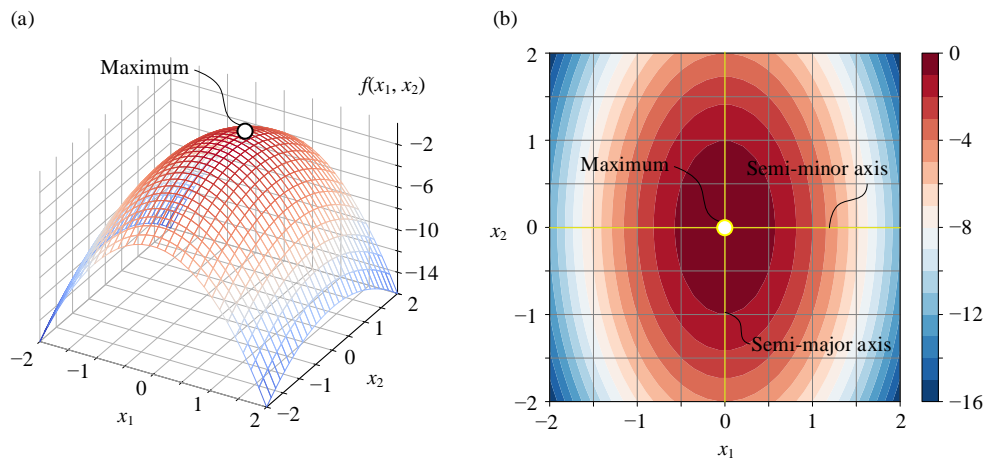 (a)
Maximum
f(x₁, x₂)
−2
−6
−10
−14
−2
−1
0
1
2
x₁
−2
−1
0
1
2
x₂
(b)
2
1
0
−1
−2
x₂
−2
−1
0
1
2
x₁
Maximum
Semi-minor axis
Semi-major axis
0
−4
−8
−12
−16